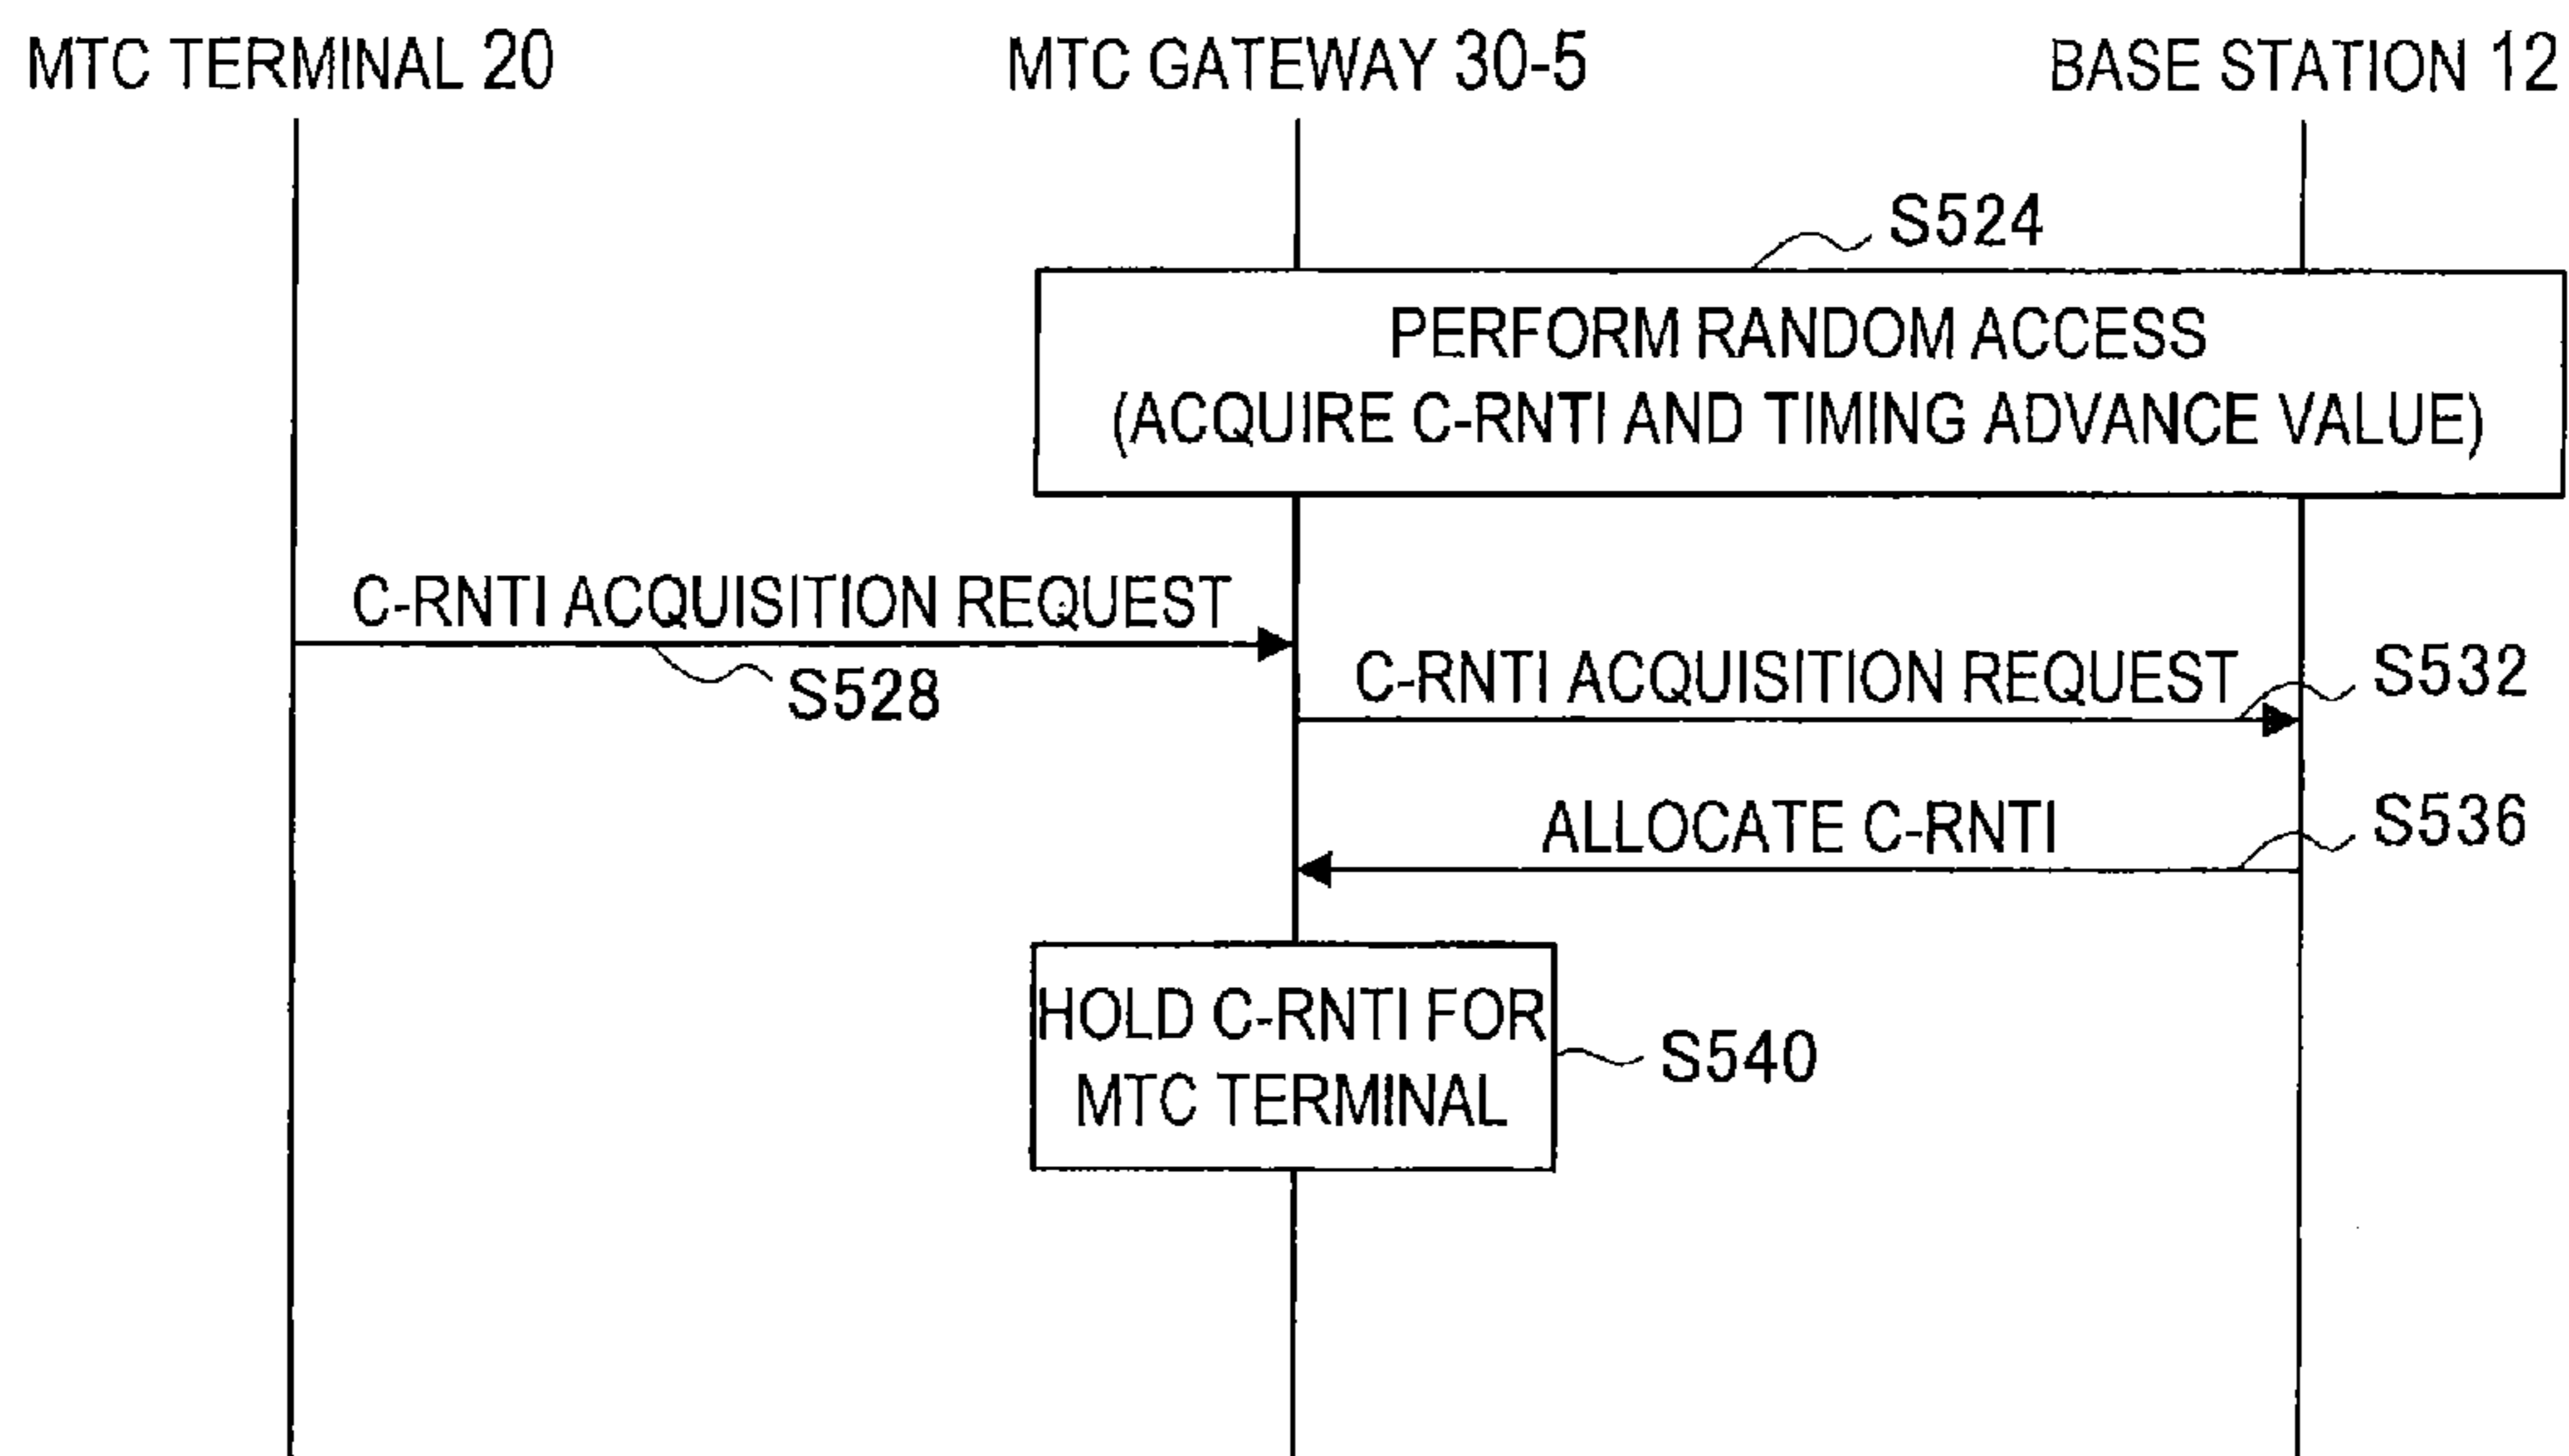 MTC TERMINAL 20
MTC GATEWAY 30-5
BASE STATION 12
S524
PERFORM RANDOM ACCESS
(ACQUIRE C-RNTI AND TIMING ADVANCE VALUE)
C-RNTI ACQUISITION REQUEST
S528
C-RNTI ACQUISITION REQUEST
S532
ALLOCATE C-RNTI
S536
HOLD C-RNTI FOR
MTC TERMINAL
S540